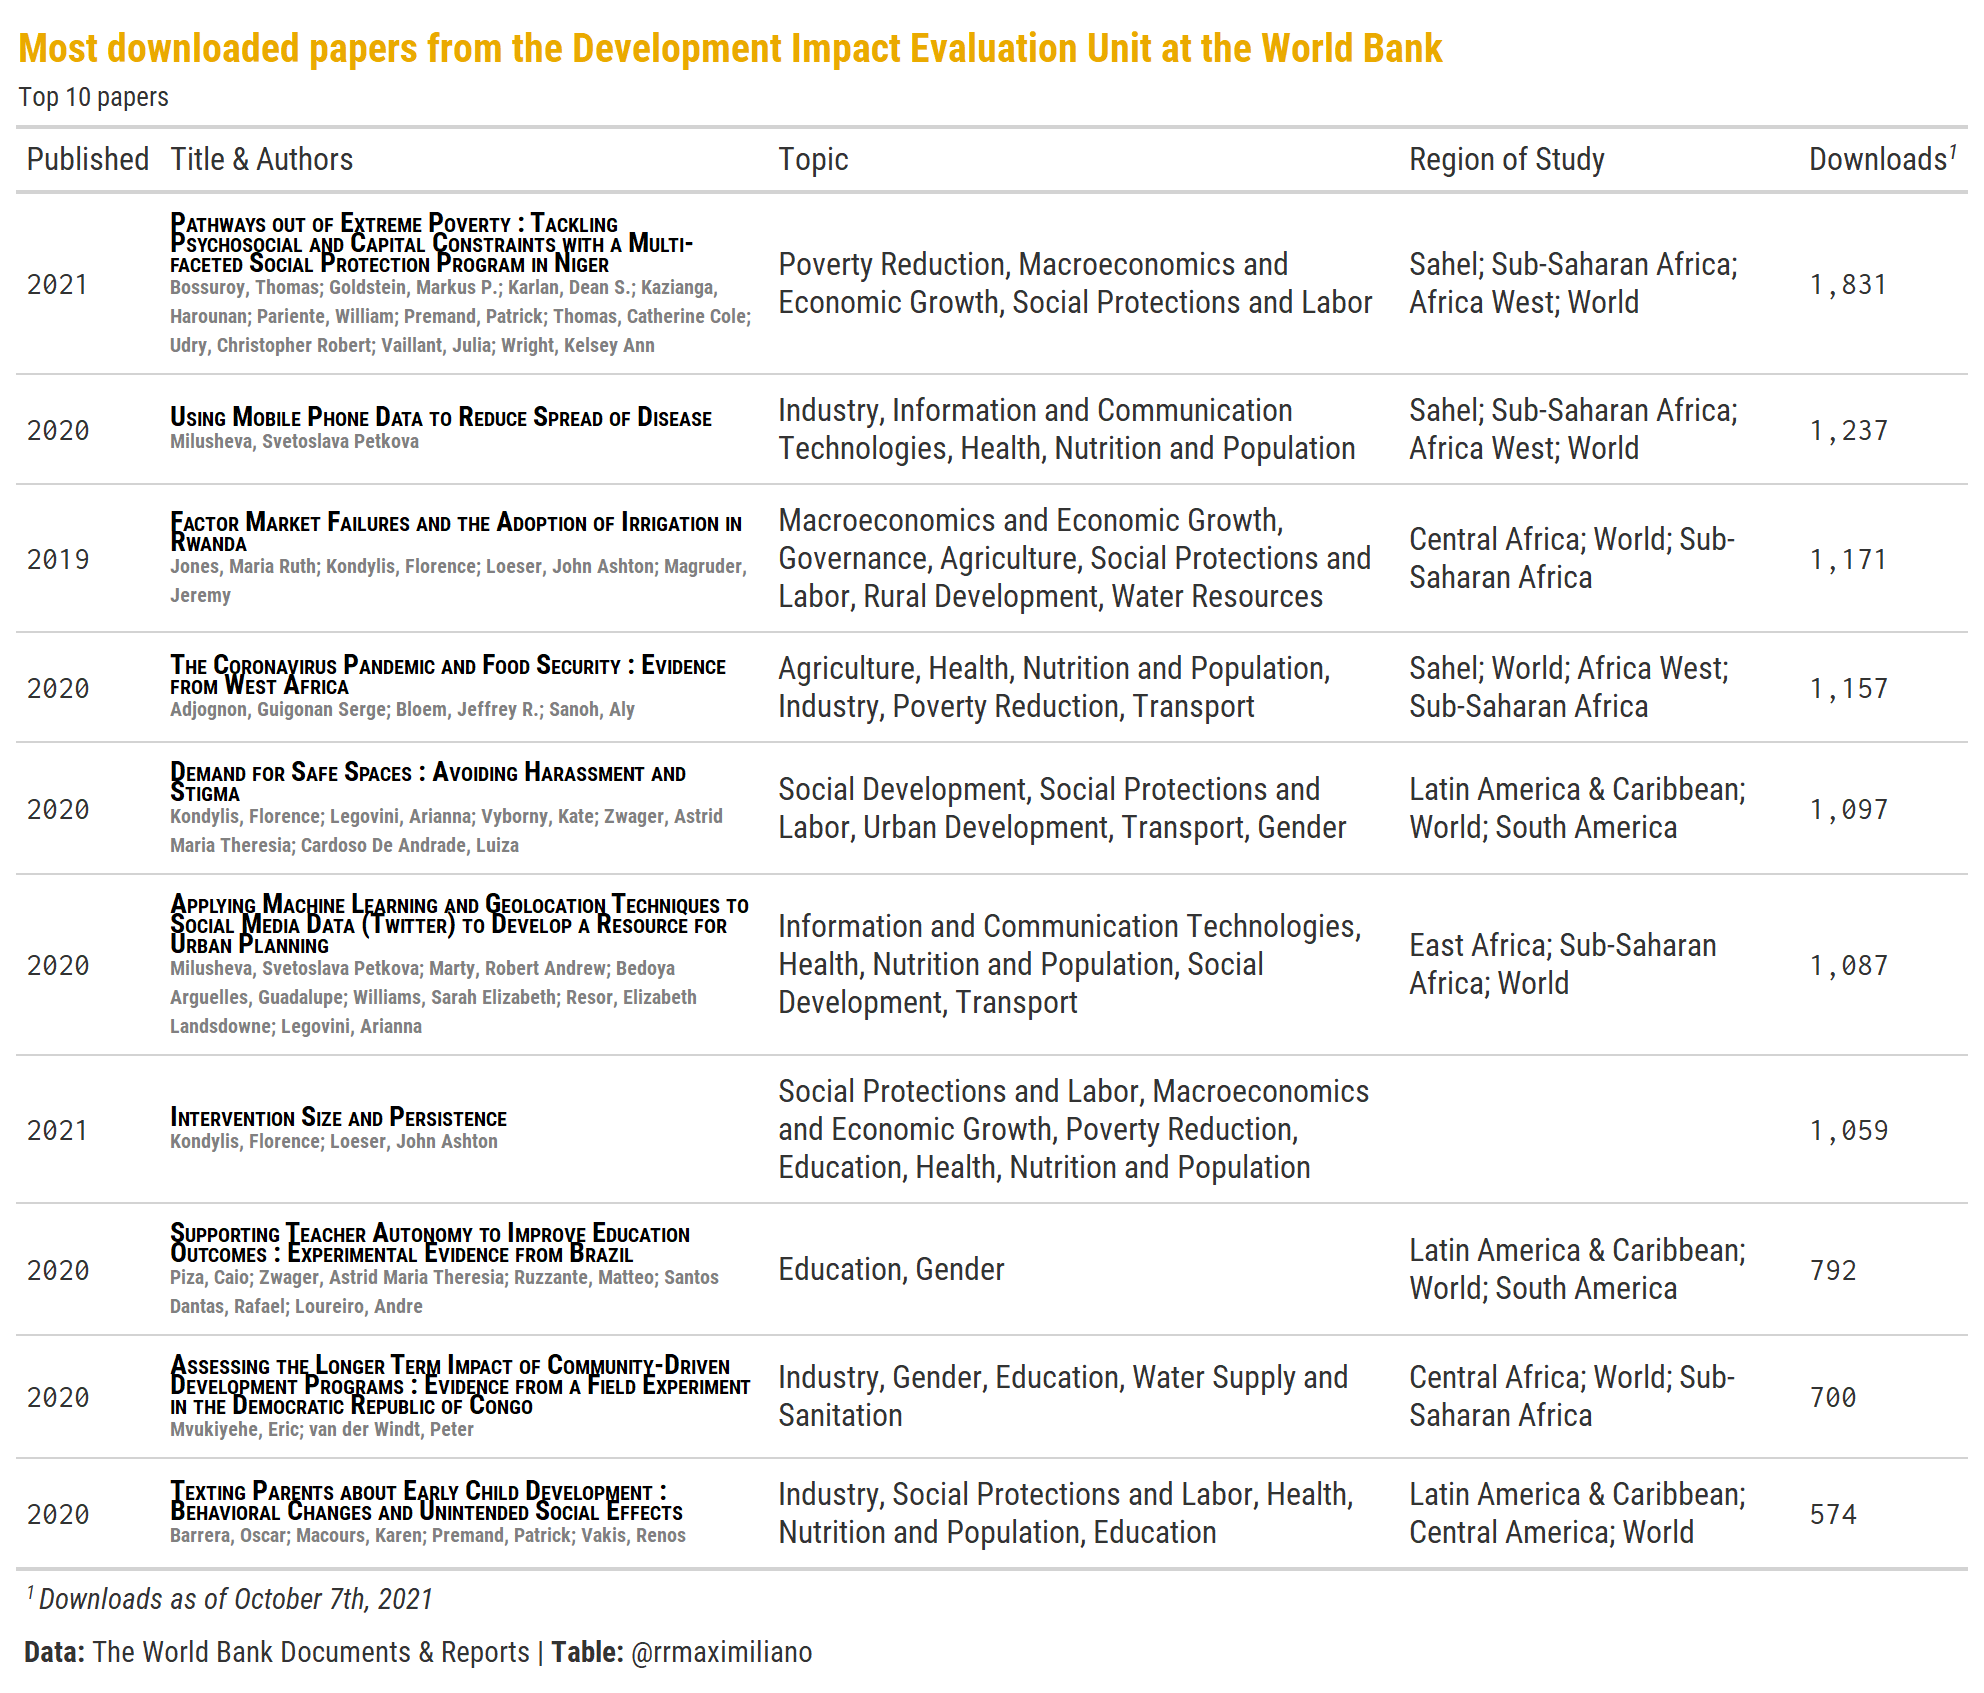 Most downloaded papers from the Development Impact Evaluation Unit at the World Bank
Top 10 papers
Published Title & Authors Topic Region of Study Downloads¹
2021
Pathways out of Extreme Poverty : Tackling
Psychosocial and Capital Constraints with a Multi-
faceted Social Protection Program in Niger
Bossuroy, Thomas; Goldstein, Markus P.; Karlan, Dean S.; Kazianga,
Harounan; Pariente, William; Premand, Patrick; Thomas, Catherine Cole;
Udry, Christopher Robert; Vaillant, Julia; Wright, Kelsey Ann
Poverty Reduction, Macroeconomics and
Economic Growth, Social Protections and Labor
Sahel; Sub-Saharan Africa;
Africa West; World
1,831
2020
Using Mobile Phone Data to Reduce Spread of Disease
Milusheva, Svetoslava Petkova
Industry, Information and Communication
Technologies, Health, Nutrition and Population
Sahel; Sub-Saharan Africa;
Africa West; World
1,237
2019
Factor Market Failures and the Adoption of Irrigation in
Rwanda
Jones, Maria Ruth; Kondylis, Florence; Loeser, John Ashton; Magruder,
Jeremy
Macroeconomics and Economic Growth,
Governance, Agriculture, Social Protections and
Labor, Rural Development, Water Resources
Central Africa; World; Sub-
Saharan Africa
1,171
2020
The Coronavirus Pandemic and Food Security : Evidence
from West Africa
Adjognon, Guigonan Serge; Bloem, Jeffrey R.; Sanoh, Aly
Agriculture, Health, Nutrition and Population,
Industry, Poverty Reduction, Transport
Sahel; World; Africa West;
Sub-Saharan Africa
1,157
2020
Demand for Safe Spaces : Avoiding Harassment and
Stigma
Kondylis, Florence; Legovini, Arianna; Vyborny, Kate; Zwager, Astrid
Maria Theresia; Cardoso De Andrade, Luiza
Social Development, Social Protections and
Labor, Urban Development, Transport, Gender
Latin America & Caribbean;
World; South America
1,097
2020
Applying Machine Learning and Geolocation Techniques to
Social Media Data (Twitter) to Develop a Resource for
Urban Planning
Milusheva, Svetoslava Petkova; Marty, Robert Andrew; Bedoya
Arguelles, Guadalupe; Williams, Sarah Elizabeth; Resor, Elizabeth
Landsdowne; Legovini, Arianna
Information and Communication Technologies,
Health, Nutrition and Population, Social
Development, Transport
East Africa; Sub-Saharan
Africa; World
1,087
2021
Intervention Size and Persistence
Kondylis, Florence; Loeser, John Ashton
Social Protections and Labor, Macroeconomics
and Economic Growth, Poverty Reduction,
Education, Health, Nutrition and Population
1,059
2020
Supporting Teacher Autonomy to Improve Education
Outcomes : Experimental Evidence from Brazil
Piza, Caio; Zwager, Astrid Maria Theresia; Ruzzante, Matteo; Santos
Dantas, Rafael; Loureiro, Andre
Education, Gender
Latin America & Caribbean;
World; South America
792
2020
Assessing the Longer Term Impact of Community-Driven
Development Programs : Evidence from a Field Experiment
in the Democratic Republic of Congo
Mvukiyehe, Eric; van der Windt, Peter
Industry, Gender, Education, Water Supply and
Sanitation
Central Africa; World; Sub-
Saharan Africa
700
2020
Texting Parents about Early Child Development :
Behavioral Changes and Unintended Social Effects
Barrera, Oscar; Macours, Karen; Premand, Patrick; Vakis, Renos
Industry, Social Protections and Labor, Health,
Nutrition and Population, Education
Latin America & Caribbean;
Central America; World
574
¹ Downloads as of October 7th, 2021
Data: The World Bank Documents & Reports | Table: @rrmaximiliano